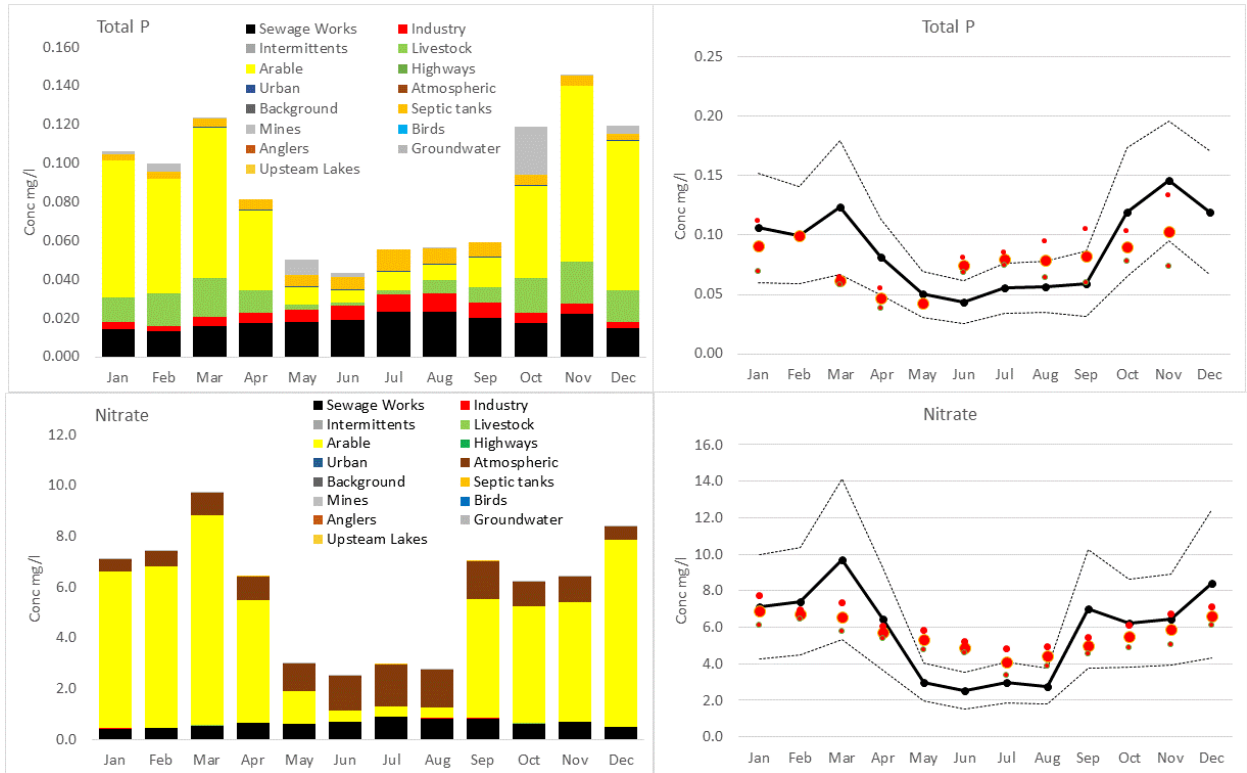 Total P
Sewage Works Industry
Intermittents Livestock
Arable Highways
Urban Atmospheric
Background Septic tanks
Mines Birds
Anglers Groundwater
Upsteam Lakes
0.160
0.140
0.120
0.100
0.080
0.060
0.040
0.020
0.000
Conc mg/l
Jan Feb Mar Apr May Jun Jul Aug Sep Oct Nov Dec
Total P
0.25
0.20
0.15
0.10
0.05
0.00
Conc mg/l
Jan Feb Mar Apr May Jun Jul Aug Sep Oct Nov Dec
Nitrate
Sewage Works Industry
Intermittents Livestock
Arable Highways
Urban Atmospheric
Background Septic tanks
Mines Birds
Anglers Groundwater
Upsteam Lakes
12.0
10.0
8.0
6.0
4.0
2.0
0.0
Conc mg/l
Jan Feb Mar Apr May Jun Jul Aug Sep Oct Nov Dec
Nitrate
16.0
14.0
12.0
10.0
8.0
6.0
4.0
2.0
0.0
Conc mg/l
Jan Feb Mar Apr May Jun Jul Aug Sep Oct Nov Dec